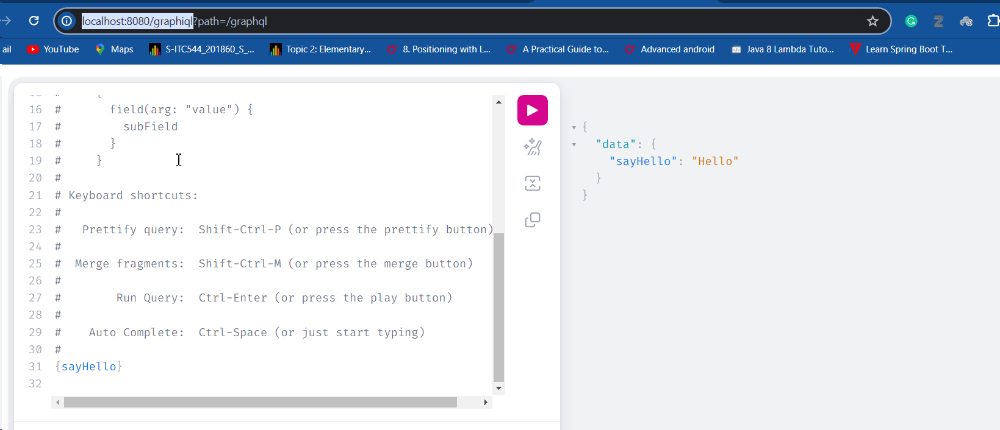 localhost:8080/graphiql?path=/graphql
ail YouTube Maps S-ITC544_201860_S_... Topic 2: Elementary... 8. Positioning with L... A Practical Guide to... Advanced android Java 8 Lambda Tuto... Learn Spring Boot T...
16 # field(arg: "value") {
17 # subField
18 # }
19 # }
20 #
21 # Keyboard shortcuts:
22 #
23 # Prettify query: Shift-Ctrl-P (or press the prettify button)
24 #
25 # Merge fragments: Shift-Ctrl-M (or press the merge button)
26 #
27 # Run Query: Ctrl-Enter (or press the play button)
28 #
29 # Auto Complete: Ctrl-Space (or just start typing)
30 #
31 {sayHello}
32
{
"data": {
"sayHello": "Hello"
}
}